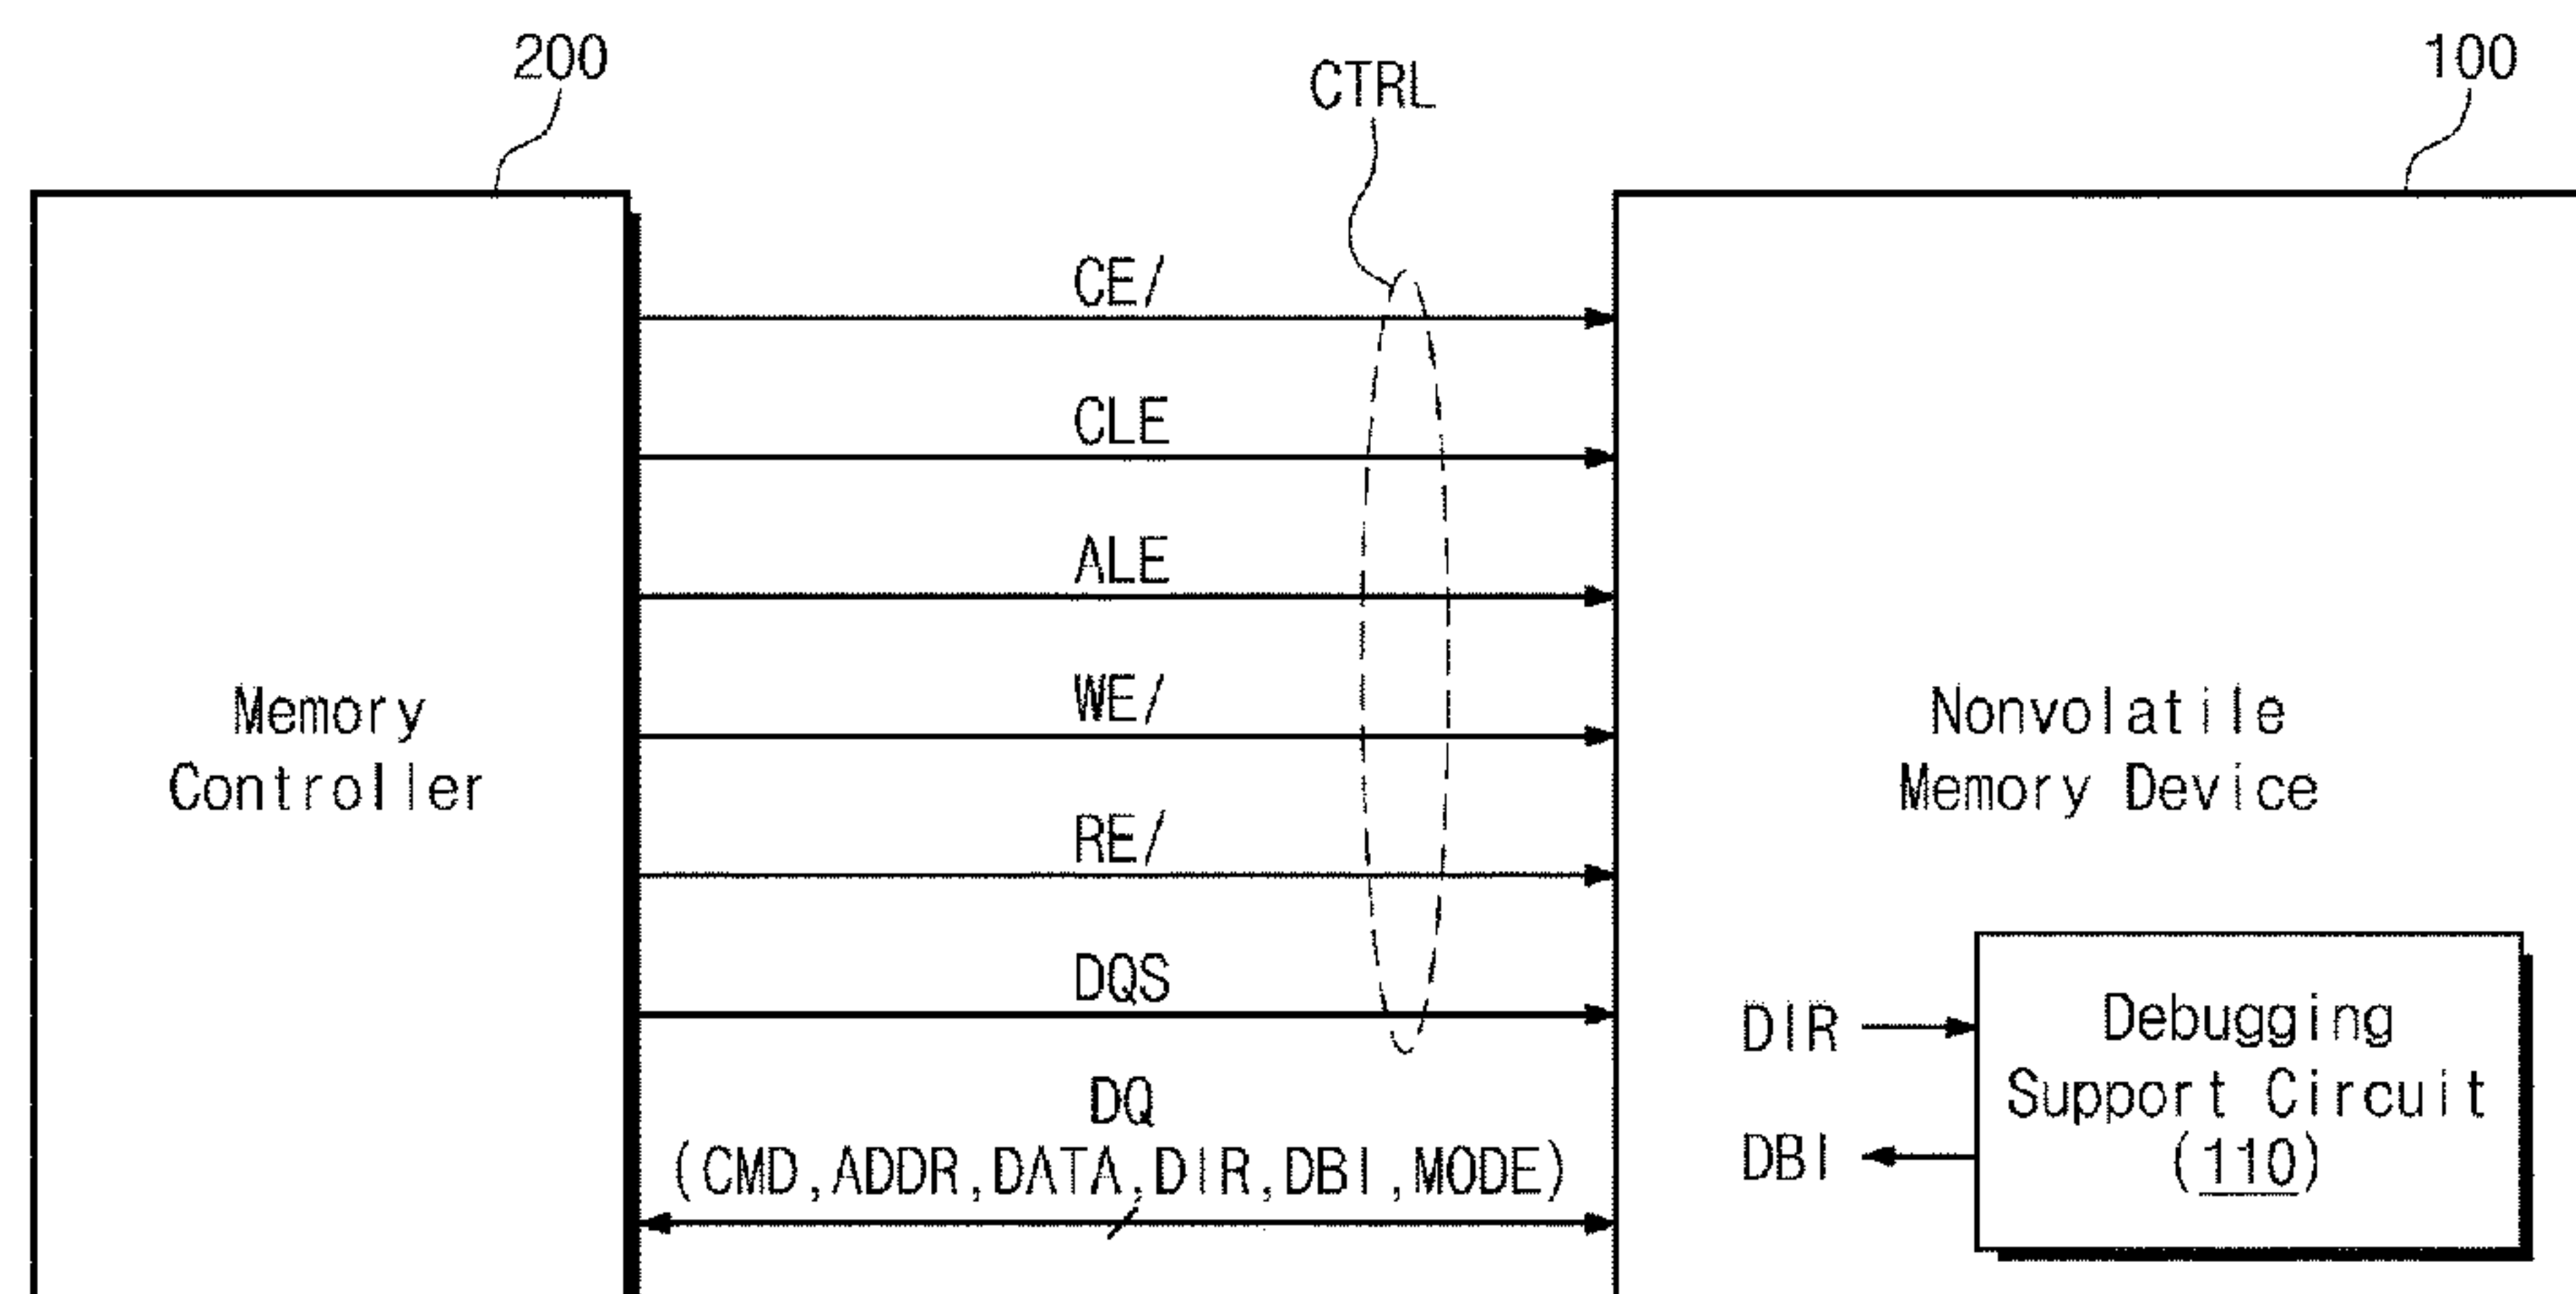 200
CTRL
100
CE/
CLE
ALE
WE/
RE/
DQS
DQ
(CMD,ADDR,DATA,DIR,DBI,MODE)
Memory
Controller
Nonvolatile
Memory Device
DIR
DBI
Debugging
Support Circuit
(110)